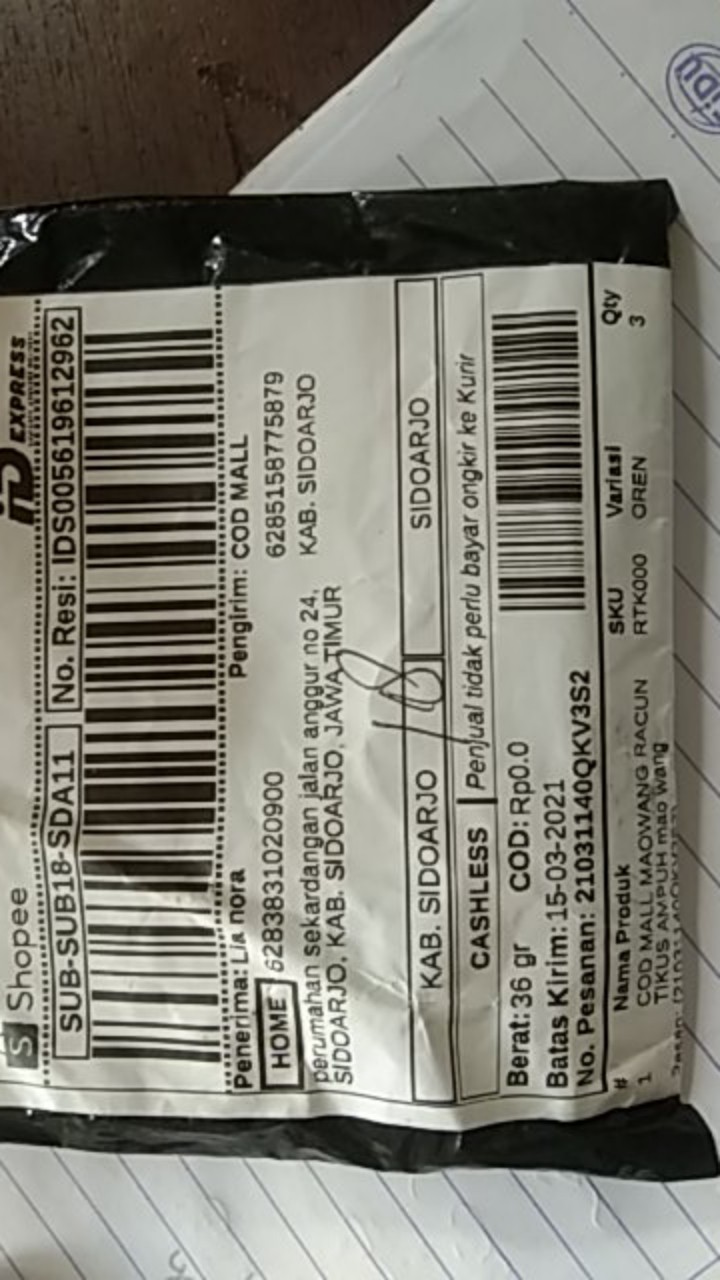 S Shopee
iD EXPRESS
SUB-SUB18-SDA11 No. Resi: IDS005619612962
Penerima: Lia nora Pengirim: COD MALL
HOME 6283831020900 6285158775879
perumahan sekardangan jalan anggur no 24, KAB. SIDOARJO
SIDOARJO, KAB. SIDOARJO, JAWA TIMUR
KAB. SIDOARJO SIDOARJO
CASHLESS Penjual tidak perlu bayar ongkir ke Kurir
Berat: 36 gr COD: Rp0.0
Batas Kirim: 15-03-2021
No. Pesanan: 21031140QKV3S2
# Nama Produk SKU Variasi Qty
1 COD MALL MAOWANG RACUN RTK000 OREN 3
TIKUS AMPUH mao wang